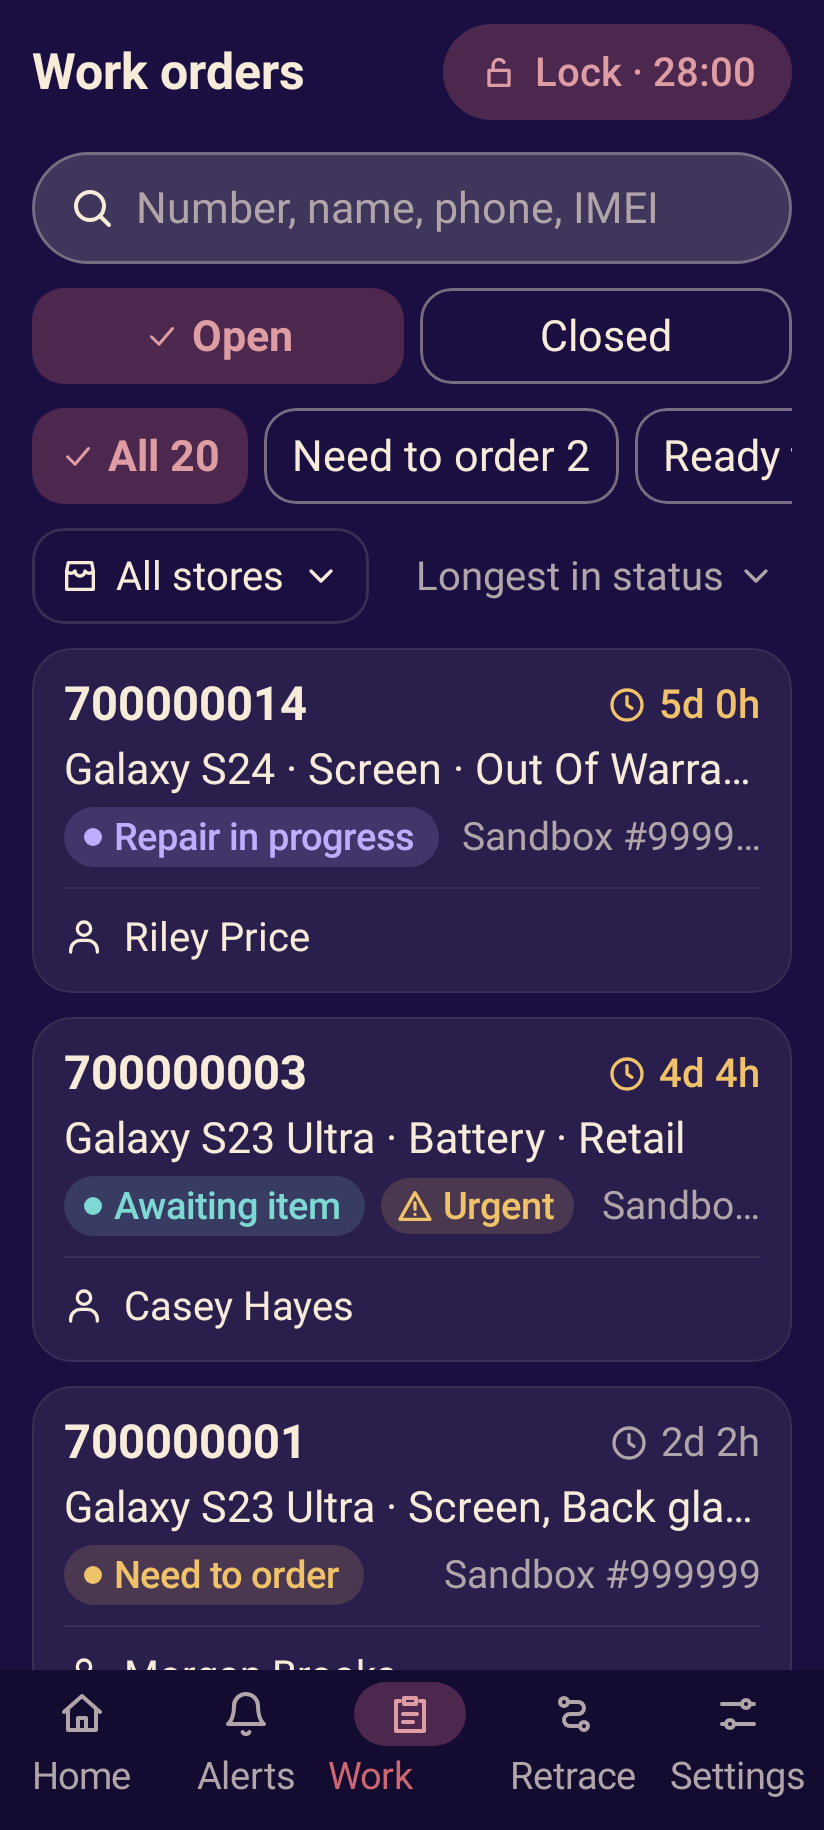 Work orders
Lock · 28:00
Number, name, phone, IMEI
Open
Closed
All 20
Need to order 2
Ready
All stores
Longest in status
700000014
5d 0h
Galaxy S24 · Screen · Out Of Warra...
Repair in progress
Sandbox #9999...
Riley Price
700000003
4d 4h
Galaxy S23 Ultra · Battery · Retail
Awaiting item
Urgent
Sandbo...
Casey Hayes
700000001
2d 2h
Galaxy S23 Ultra · Screen, Back gla...
Need to order
Sandbox #999999
Home
Alerts
Work
Retrace
Settings